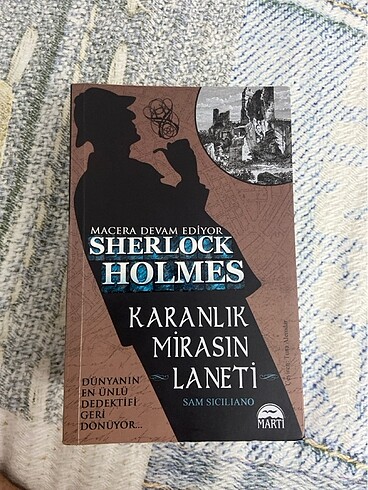 MACERA DEVAM EDİYOR
SHERLOCK
HOLMES
KARANLIK
MİRASIN
LANETİ
SAM SICILIANO
DÜNYANIN
EN ÜNLÜ
DEDEKTİFİ
GERİ
DÖNÜYOR...
MARTI